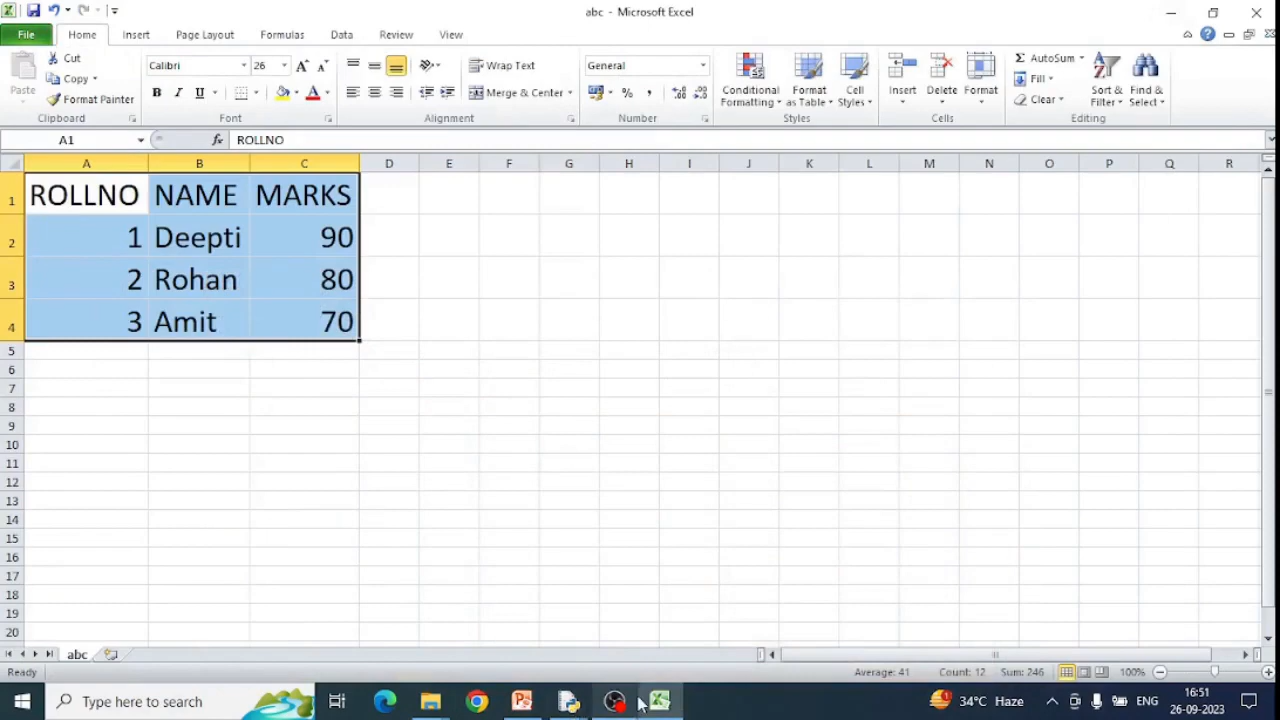 abc - Microsoft Excel
File Home Insert Page Layout Formulas Data Review View
Paste
Cut
Copy
Format Painter
Clipboard
Calibri 26 A A
B I U A
Font
Wrap Text
Merge & Center
Alignment
General
% ,
Number
Conditional Formatting
Format as Table
Cell Styles
Styles
Insert Delete Format
Cells
Σ AutoSum
Fill
Clear
Sort & Filter
Find & Select
Editing
A1 fx ROLLNO
A B C D E F G H I J K L M N O P Q R
1 ROLLNO NAME MARKS
2 1 Deepti 90
3 2 Rohan 80
4 3 Amit 70
5
6
7
8
9
10
11
12
13
14
15
16
17
18
19
20
abc
Ready Average: 41 Count: 12 Sum: 246 100%
Type here to search 34°C Haze ENG 16:51
26-09-2023